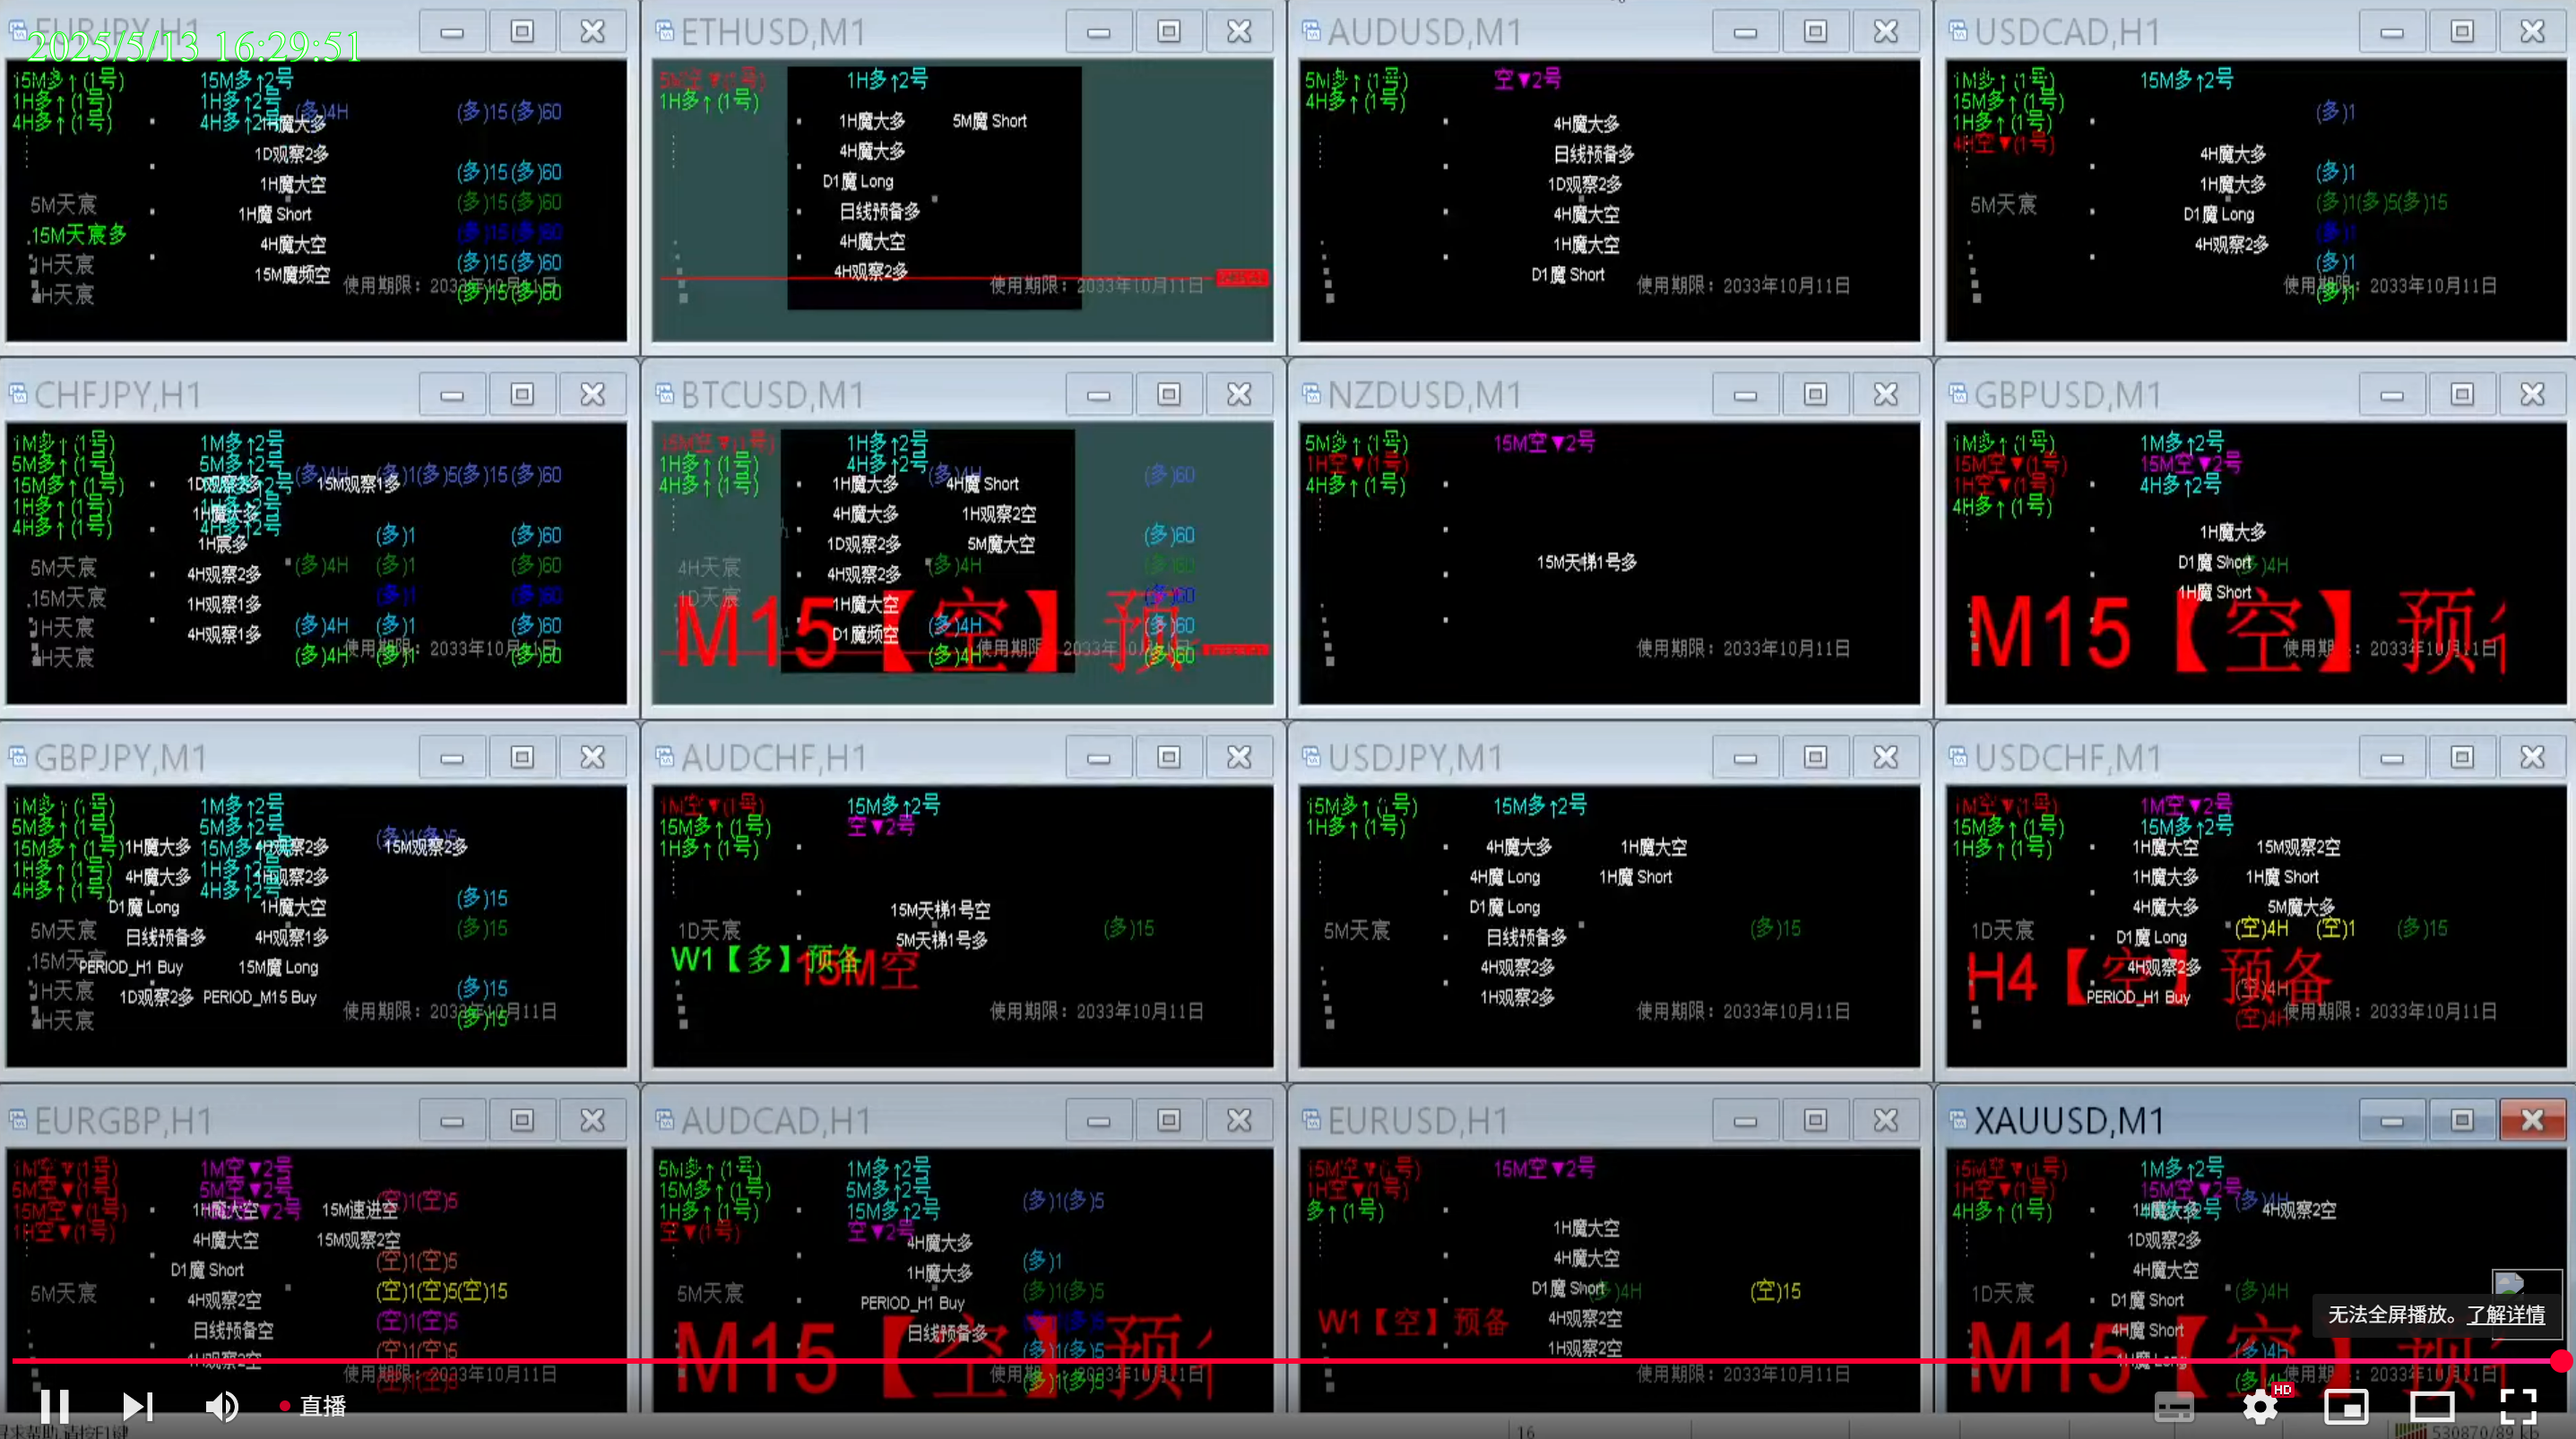 EURJPY,H1
2025/5/13 16:29:51
15M多↑(1号) 15M多↑2号
1H多↑(1号) 1H多↑2号 (多)4H (多)15(多)60
4H多↑(1号) 4H多↑2号 1H魔大多
1D观察2多
(多)15(多)60
1H魔大空
5M天宸 (多)15(多)60
1H魔 Short
15M天宸多 (多)15(多)60
4H魔大空
1H天宸 (多)15(多)60
15M魔频空
使用期限：2033年10月11日
4H天宸 (多)15(多)60
ETHUSD,M1
5M空▼(1号) 1H多↑2号
1H多↑(1号)
1H魔大多 5M魔 Short
4H魔大多
D1魔 Long
日线预备多
4H魔大空
4H观察2多
使用期限：2033年10月11日
AUDUSD,M1
5M多↑(1号) 空▼2号
4H多↑(1号)
4H魔大多
日线预备多
1D观察2多
4H魔大空
1H魔大空
D1魔 Short
使用期限：2033年10月11日
USDCAD,H1
1M多↑(1号) 15M多↑2号
15M多↑(1号) (多)1
1H多↑(1号)
4H空▼(1号)
4H魔大多
(多)1
1H魔大多
5M天宸 (多)1(多)5(多)15
D1魔 Long
(多)1
4H观察2多
(多)1
使用期限：2033年10月11日
(多)1
CHFJPY,H1
1M多↑(1号) 1M多↑2号
5M多↑(1号) 5M多↑2号
(多)4H (多)1(多)5(多)15(多)60
15M多↑(1号) 1D观察2多 15M观察1多
1H多↑(1号) 1H魔大多
4H多↑(1号) 4H多↑2号
(多)1 (多)60
1H宸多
5M天宸 (多)4H (多)1 (多)60
4H观察2多
15M天宸 (多)1 (多)60
1H观察1多
1H天宸 (多)4H (多)1 (多)60
4H观察1多
使用期限：2033年10月11日
4H天宸 (多)4H (多)1 (多)60
BTCUSD,M1
15M空▼(1号) 1H多↑2号
1H多↑(1号) 4H多↑2号
(多)4H (多)60
4H多↑(1号) 1H魔大多 4H魔 Short
4H魔大多 1H观察2空
(多)60
1D观察2多 5M魔大空
4H天宸 (多)4H (多)60
4H观察2多
1D天宸 (多)60
1H魔大空
M15【空】预
(多)4H (多)60
D1魔频空
使用期限：2033年10月11日
(多)4H (多)60
NZDUSD,M1
5M多↑(1号) 15M空▼2号
1H空▼(1号)
4H多↑(1号)
15M天梯1号多
使用期限：2033年10月11日
GBPUSD,M1
1M多↑(1号) 1M多↑2号
15M空▼(1号) 15M空▼2号
1H空▼(1号) 4H多↑2号
4H多↑(1号)
1H魔大多
D1魔 Short (多)4H
1H魔 Short
M15【空】预
使用期限：2033年10月11日
GBPJPY,M1
1M多↑(1号) 1M多↑2号
5M多↑(1号) 5M多↑2号
(多)1(多)5
15M多↑(1号) 1H魔大多 15M多↑2号 4H观察2多 15M观察2多
1H多↑(1号) 4H魔大多 1H多↑2号 1H观察2多
4H多↑(1号) 4H多↑2号
(多)15
D1魔 Long 1H魔大空
5M天宸 (多)15
日线预备多 4H观察1多
15M天宸
PERIOD_H1 Buy 15M魔 Long
1H天宸 (多)15
1D观察2多 PERIOD_M15 Buy
使用期限：2033年10月11日
4H天宸 (多)15
AUDCHF,H1
1M空▼(1号) 15M多↑2号
15M多↑(1号) 空▼2号
1H多↑(1号)
15M天梯1号空
1D天宸 (多)15
5M天梯1号多
W1【多】预备
15M空
使用期限：2033年10月11日
USDJPY,M1
15M多↑(1号) 15M多↑2号
1H多↑(1号)
4H魔大多 1H魔大空
4H魔 Long 1H魔 Short
D1魔 Long
5M天宸 (多)15
日线预备多
4H观察2多
1H观察2多
使用期限：2033年10月11日
USDCHF,M1
1M空▼(1号) 1M空▼2号
15M多↑(1号) 15M多↑2号
1H多↑(1号) 1H魔大空 15M观察2空
1H魔大多 1H魔 Short
4H魔大多 5M魔大多
1D天宸 (空)4H (空)1 (多)15
D1魔 Long
4H观察2多
H4【空】预备
(空)4H
PERIOD_H1 Buy
使用期限：2033年10月11日
(空)4H
EURGBP,H1
1M空▼(1号) 1M空▼2号
5M空▼(1号) 5M空▼2号
(空)1(空)5
15M空▼(1号) 1H魔大空 15M速进空
1H空▼(1号)
4H魔大空 15M观察2空
(空)1(空)5
D1魔 Short
5M天宸 (空)1(空)5(空)15
4H观察2空
(空)1(空)5
日线预备空
(空)1(空)5
1H观察2空
使用期限：2033年10月11日
AUDCAD,H1
5M多↑(1号) 1M多↑2号
15M多↑(1号) 5M多↑2号
(多)1(多)5
1H多↑(1号) 15M多↑2号
空▼(1号) 空▼2号
4H魔大多
(多)1
1H魔大多
5M天宸 (多)1(多)5
PERIOD_H1 Buy
日线预备多
M15【空】预
(多)1(多)5
使用期限：2033年10月11日
(多)1(多)5
EURUSD,H1
15M空▼(1号) 15M空▼2号
1H空▼(1号)
多↑(1号)
1H魔大空
4H魔大空
D1魔 Short (多)4H (空)15
4H观察2空
W1【空】预备
1H观察2空
使用期限：2033年10月11日
XAUUSD,M1
15M空▼(1号) 1M多↑2号
1H空▼(1号) 15M空▼2号
(多)4H
4H多↑(1号) 1H魔大多 4H观察2空
1D观察2多
4H魔大空
1D天宸 (多)4H
D1魔 Short
4H魔 Short
M15【空】预
(多)4H
使用期限：2033年10月11日
无法全屏播放。了解详情
直播
HD
16
530870/89 kb